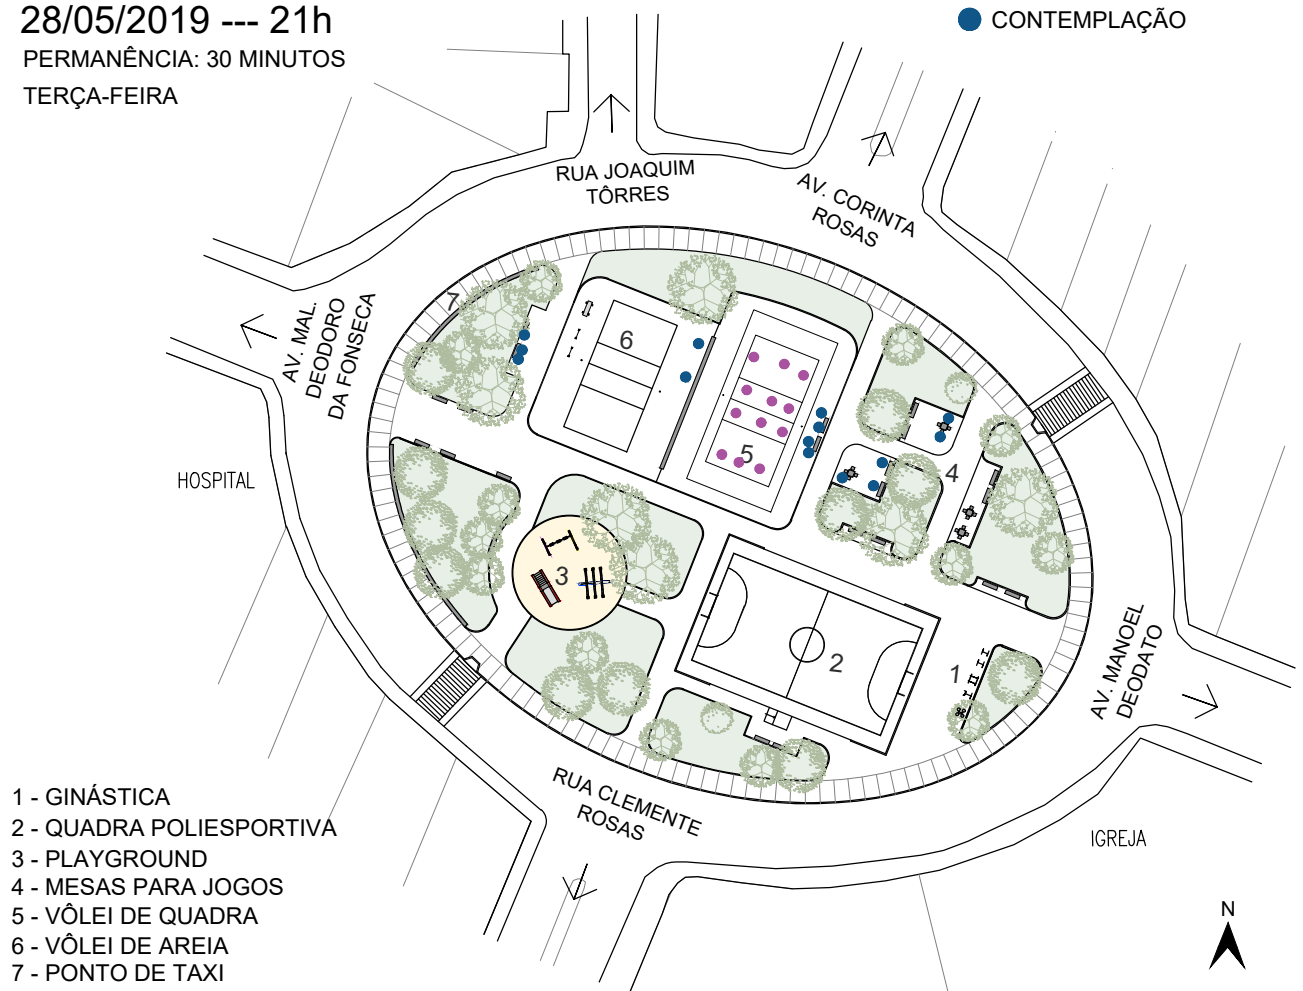 28/05/2019 --- 21h
PERMANÊNCIA: 30 MINUTOS
TERÇA-FEIRA
CONTEMPLAÇÃO
RUA JOAQUIM
TÔRRES
AV. CORINTA
ROSAS
AV. MAL.
DEODORO
DA FONSECA
7
6
5
4
3
2
1
HOSPITAL
AV. MANOEL
DEODATO
RUA CLEMENTE
ROSAS
IGREJA
N
1 - GINÁSTICA
2 - QUADRA POLIESPORTIVA
3 - PLAYGROUND
4 - MESAS PARA JOGOS
5 - VÔLEI DE QUADRA
6 - VÔLEI DE AREIA
7 - PONTO DE TAXI